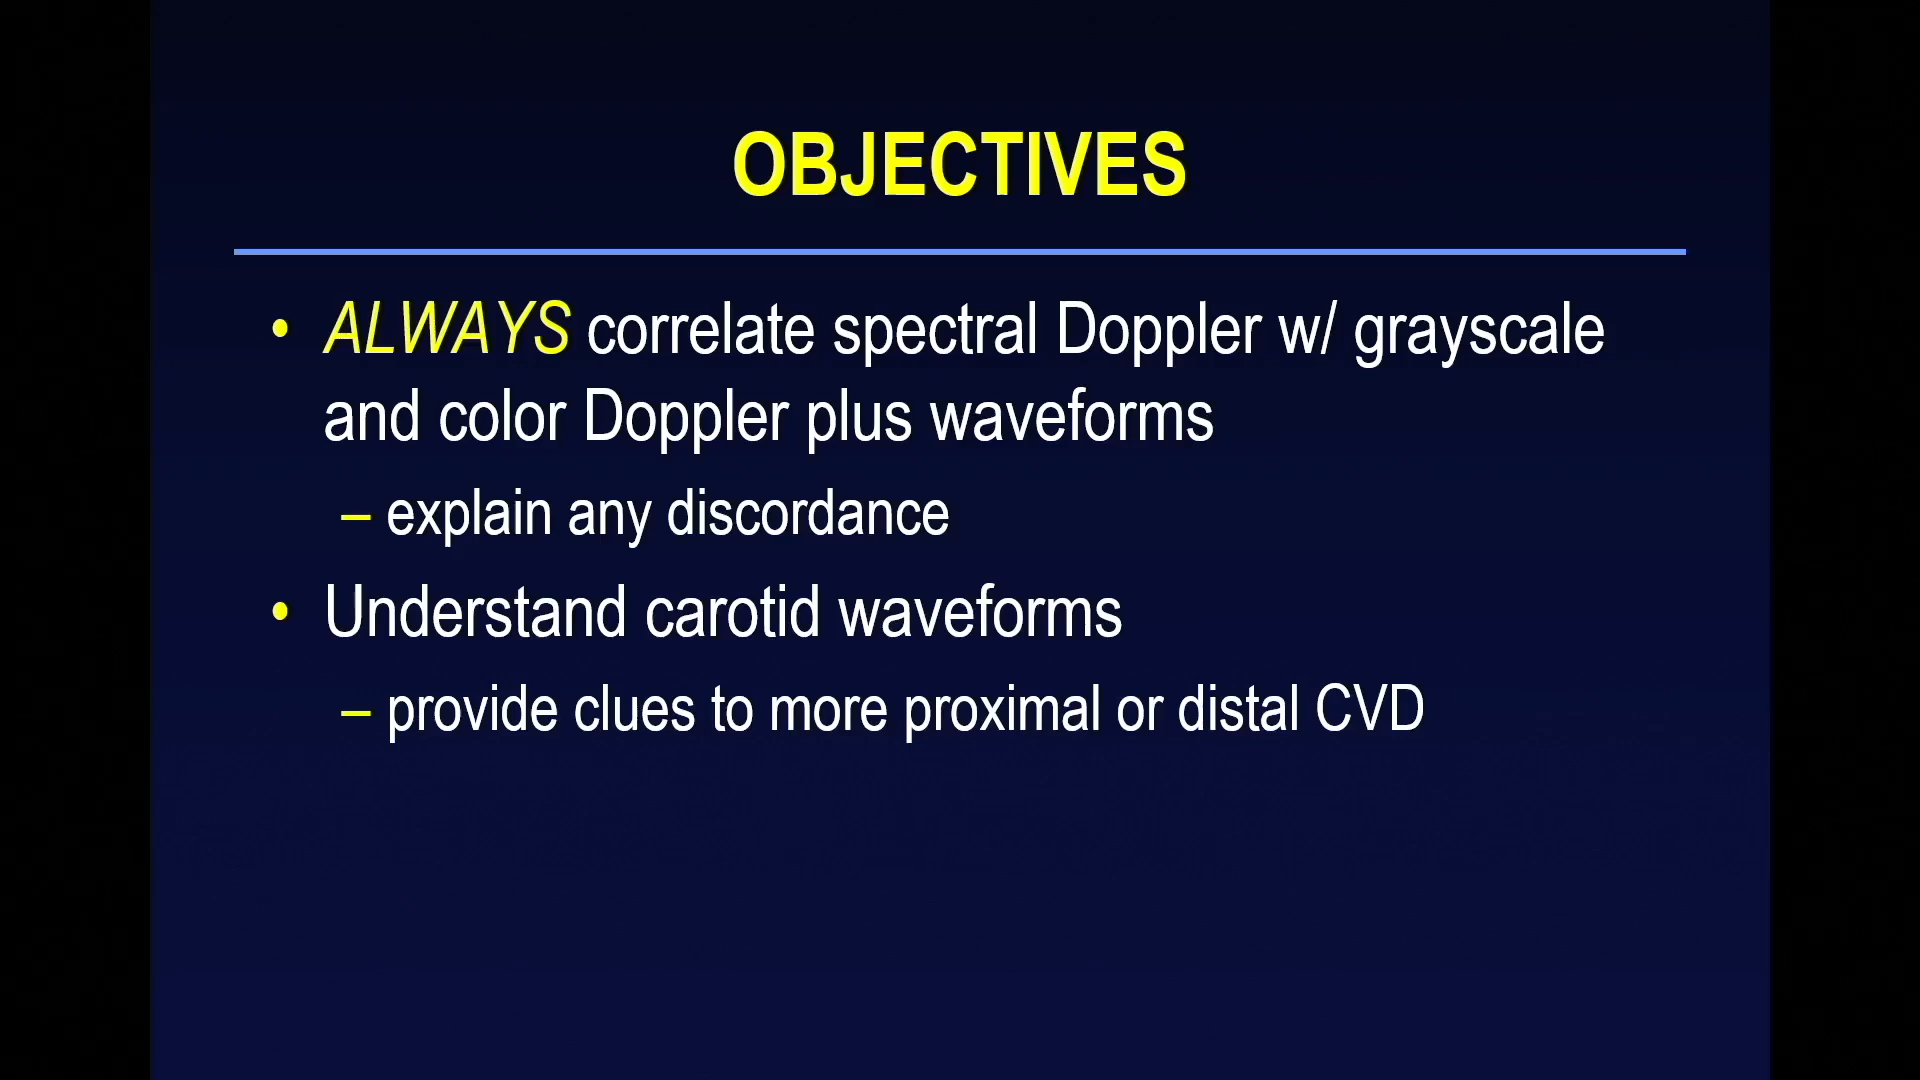 OBJECTIVES
• ALWAYS correlate spectral Doppler w/ grayscale
and color Doppler plus waveforms
– explain any discordance
• Understand carotid waveforms
– provide clues to more proximal or distal CVD